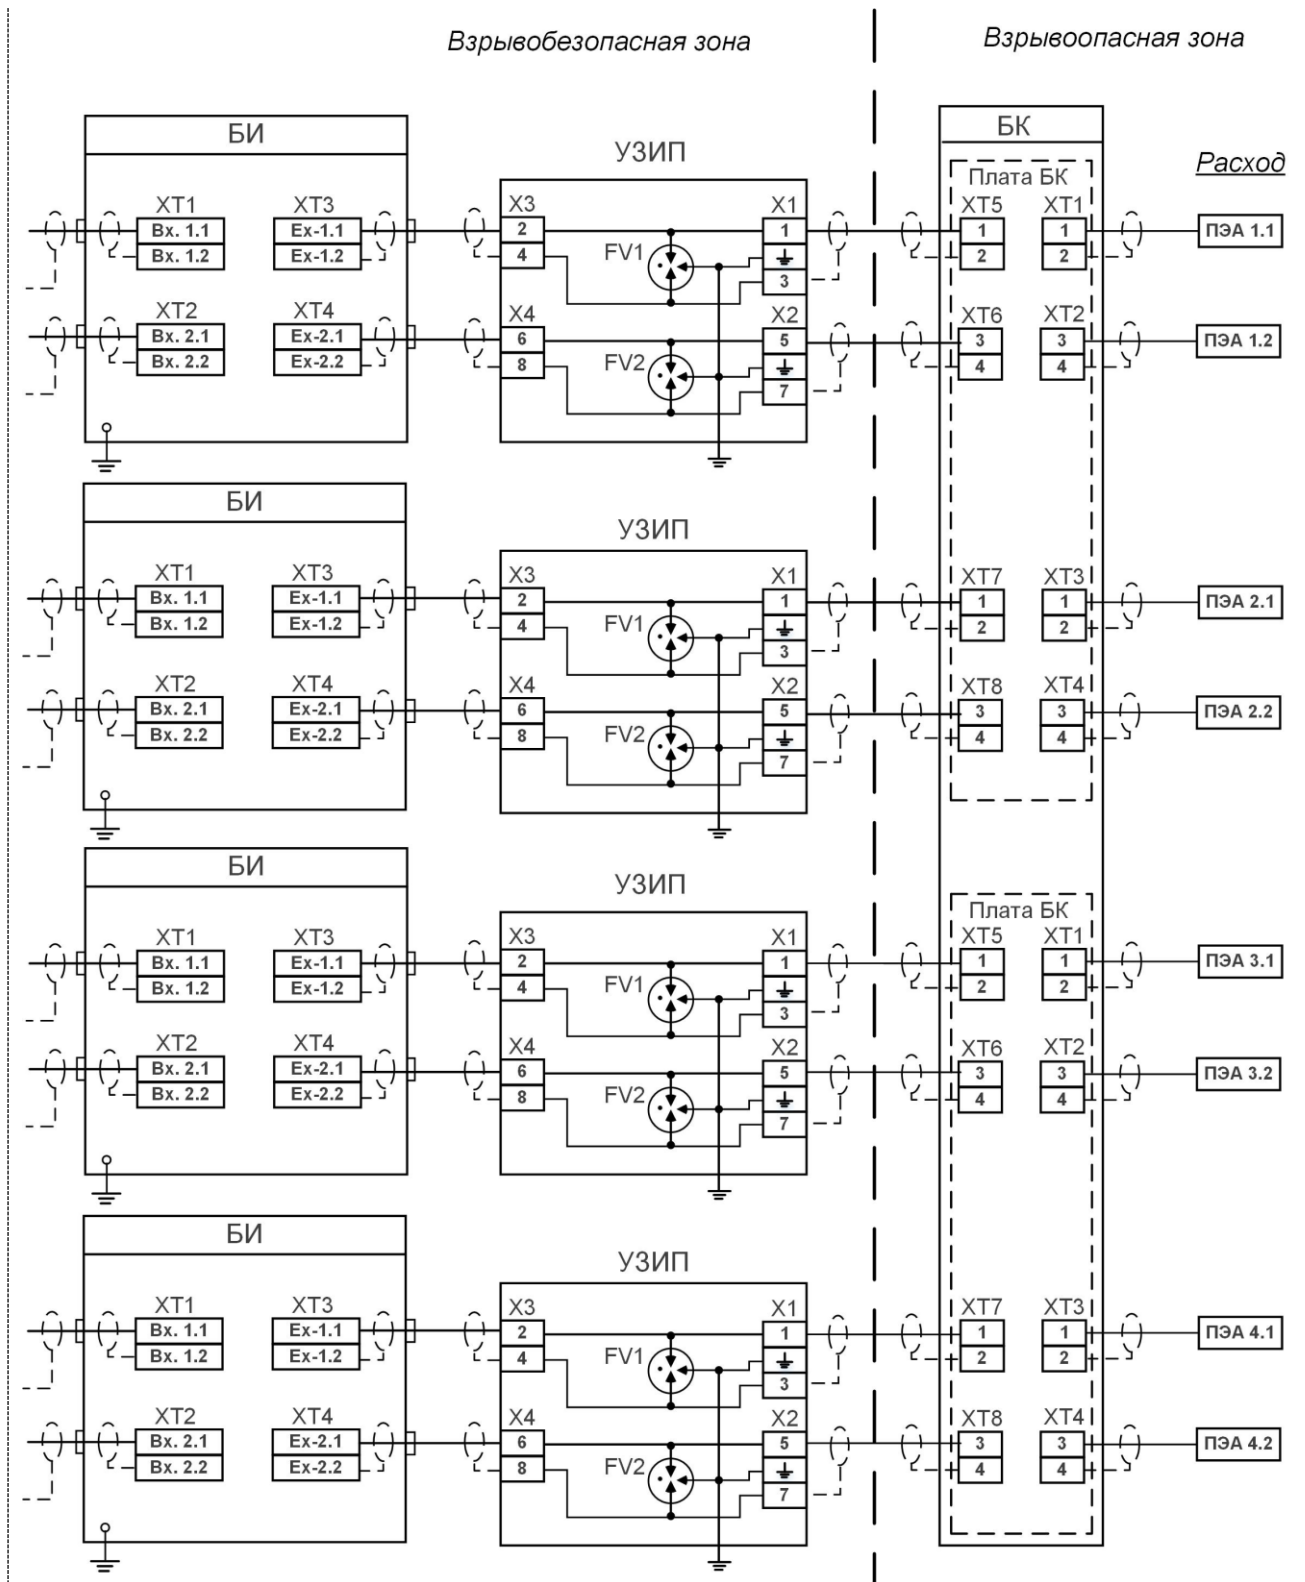 Взрывобезопасная зона
Взрывоопасная зона
БИ
УЗИП
БК
Плата БК
Расход
XT1
XT3
X3
X1
XT5
XT1
Вх. 1.1
Ex-1.1
2
1
1
1
ПЭА 1.1
Вх. 1.2
Ex-1.2
4
FV1
3
2
2
XT2
XT4
X4
X2
XT6
XT2
Вх. 2.1
Ex-2.1
6
5
3
3
ПЭА 1.2
Вх. 2.2
Ex-2.2
8
FV2
7
4
4
БИ
УЗИП
XT1
XT3
X3
X1
XT7
XT3
Вх. 1.1
Ex-1.1
2
1
1
1
ПЭА 2.1
Вх. 1.2
Ex-1.2
4
FV1
3
2
2
XT2
XT4
X4
X2
XT8
XT4
Вх. 2.1
Ex-2.1
6
5
3
3
ПЭА 2.2
Вх. 2.2
Ex-2.2
8
FV2
7
4
4
БИ
УЗИП
Плата БК
XT1
XT3
X3
X1
XT5
XT1
Вх. 1.1
Ex-1.1
2
1
1
1
ПЭА 3.1
Вх. 1.2
Ex-1.2
4
FV1
3
2
2
XT2
XT4
X4
X2
XT6
XT2
Вх. 2.1
Ex-2.1
6
5
3
3
ПЭА 3.2
Вх. 2.2
Ex-2.2
8
FV2
7
4
4
БИ
УЗИП
XT1
XT3
X3
X1
XT7
XT3
Вх. 1.1
Ex-1.1
2
1
1
1
ПЭА 4.1
Вх. 1.2
Ex-1.2
4
FV1
3
2
2
XT2
XT4
X4
X2
XT8
XT4
Вх. 2.1
Ex-2.1
6
5
3
3
ПЭА 4.2
Вх. 2.2
Ex-2.2
8
FV2
7
4
4